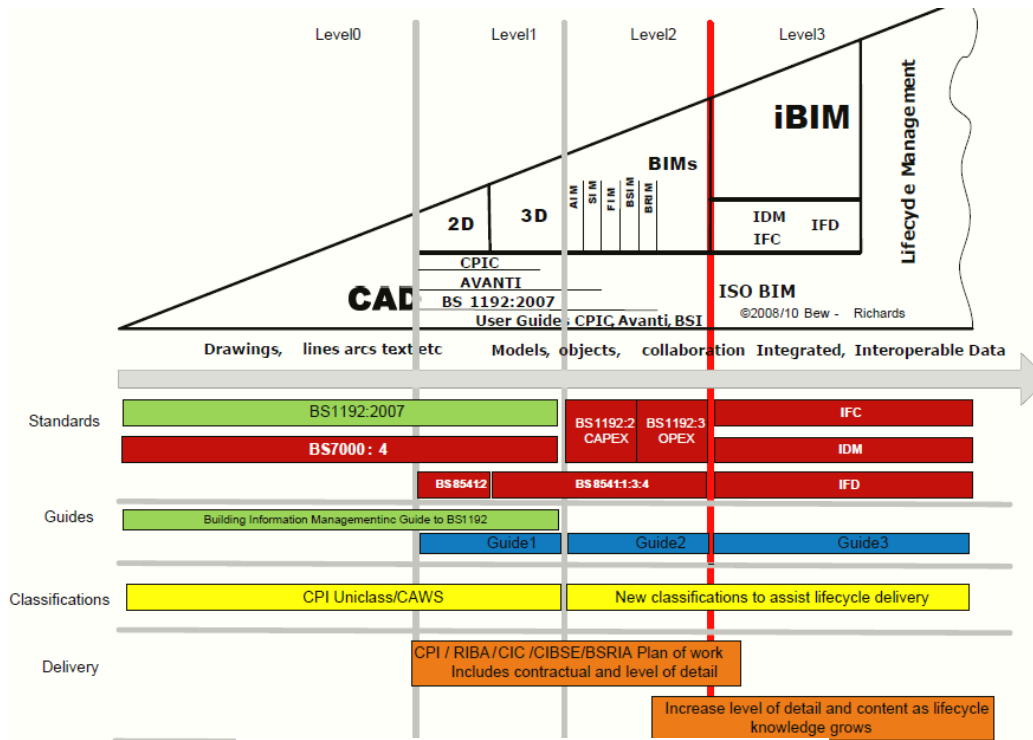 Level0
Level1
Level2
Level3
iBIM
Lifecycle Management
BIMs
AIM
SIM
FIM
BSIM
BRIM
2D
3D
IDM
IFD
IFC
CPIC
AVANTI
CAD
BS 1192:2007
ISO BIM
©2008/10 Bew - Richards
User Guides CPIC, Avanti, BSI
Drawings, lines arcs text etc
Models, objects, collaboration
Integrated, Interoperable Data
Standards
BS1192:2007
BS1192:2
CAPEX
BS1192:3
OPEX
IFC
BS7000: 4
IDM
BS8541:2
BS8541:1:3:4
IFD
Guides
Building Information Managementinc Guide to BS1192
Guide1
Guide2
Guide3
Classifications
CPI Uniclass/CAWS
New classifications to assist lifecycle delivery
Delivery
CPI / RIBA/CIC /CIBSE/BSRIA Plan of work
Includes contractual and level of detail
Increase level of detail and content as lifecycle
knowledge grows